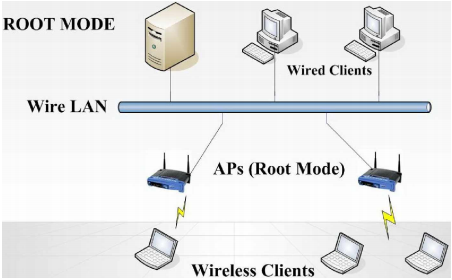 ROOT MODE
Wired Clients
Wire LAN
APs (Root Mode)
Wireless Clients